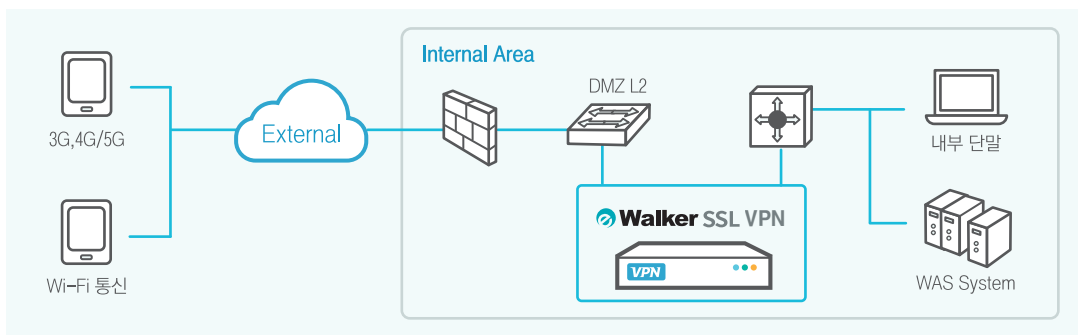 Internal Area
DMZ L2
External
3G,4G/5G
내부 단말
Walker SSL VPN
VPN
Wi-Fi 통신
WAS System